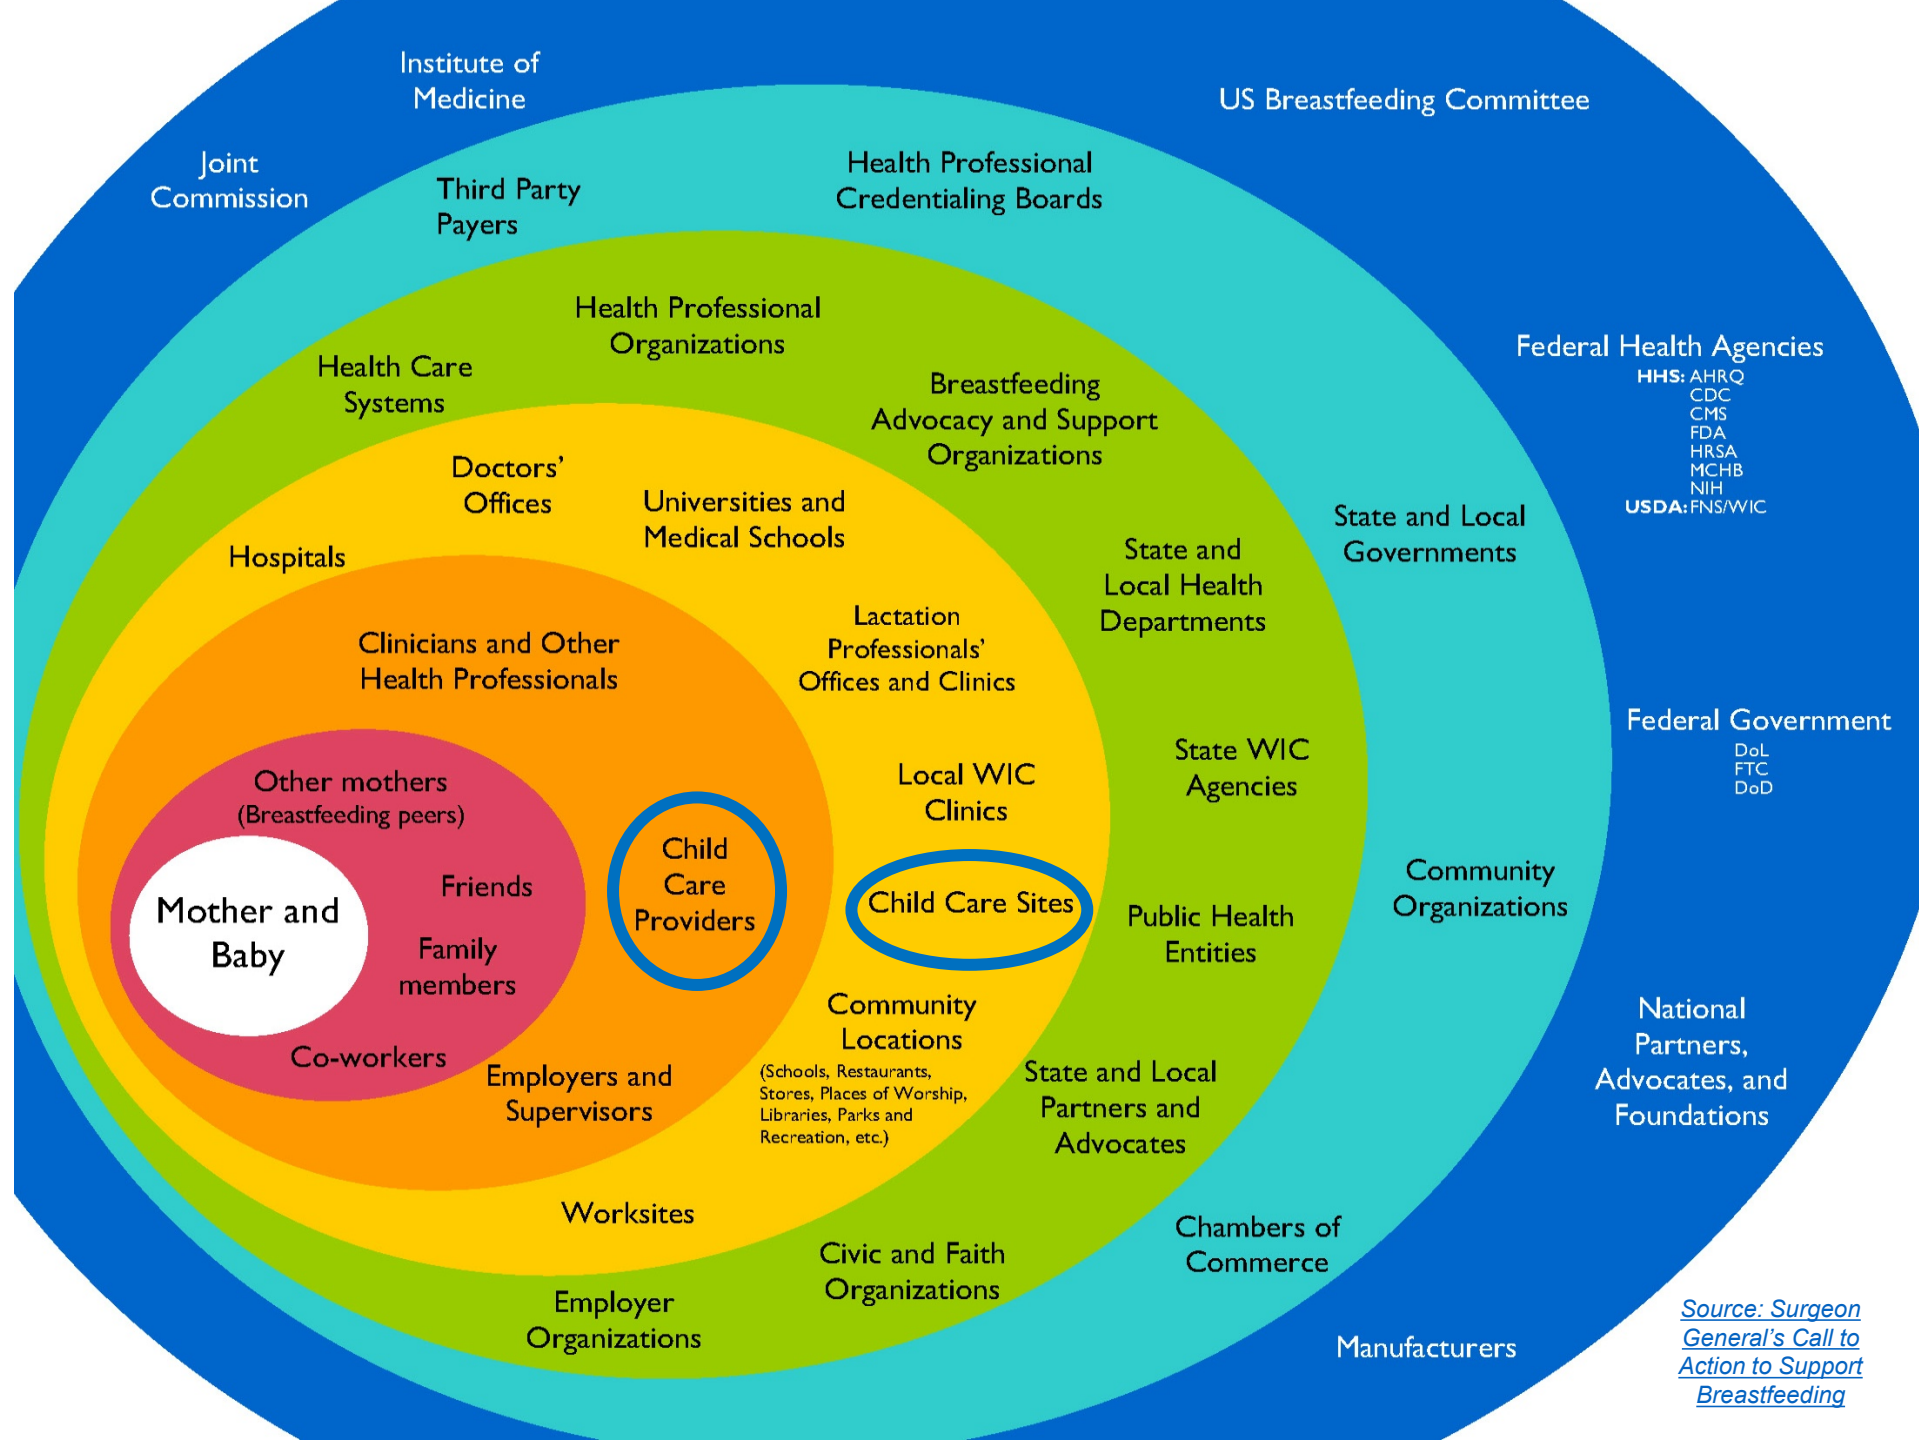 Institute of
Medicine
US Breastfeeding Committee
Joint
Commission
Third Party
Payers
Health Professional
Credentialing Boards
Health Professional
Organizations
Health Care
Systems
Breastfeeding
Advocacy and Support
Organizations
Federal Health Agencies
HHS: AHRQ
CDC
CMS
FDA
HRSA
MCHB
NIH
USDA: FNS/WIC
Doctors’
Offices
Universities and
Medical Schools
State and Local
Governments
Hospitals
State and
Local Health
Departments
Lactation
Professionals’
Offices and Clinics
Clinicians and Other
Health Professionals
Federal Government
DoL
FTC
DoD
State WIC
Agencies
Local WIC
Clinics
Other mothers
(Breastfeeding peers)
Child
Care
Providers
Child Care Sites
Community
Organizations
Friends
Mother and
Baby
Public Health
Entities
Family
members
Community
Locations
(Schools, Restaurants,
Stores, Places of Worship,
Libraries, Parks and
Recreation, etc.)
National
Partners,
Advocates, and
Foundations
Co-workers
Employers and
Supervisors
State and Local
Partners and
Advocates
Worksites
Chambers of
Commerce
Civic and Faith
Organizations
Employer
Organizations
Manufacturers
Source: Surgeon
General’s Call to
Action to Support
Breastfeeding